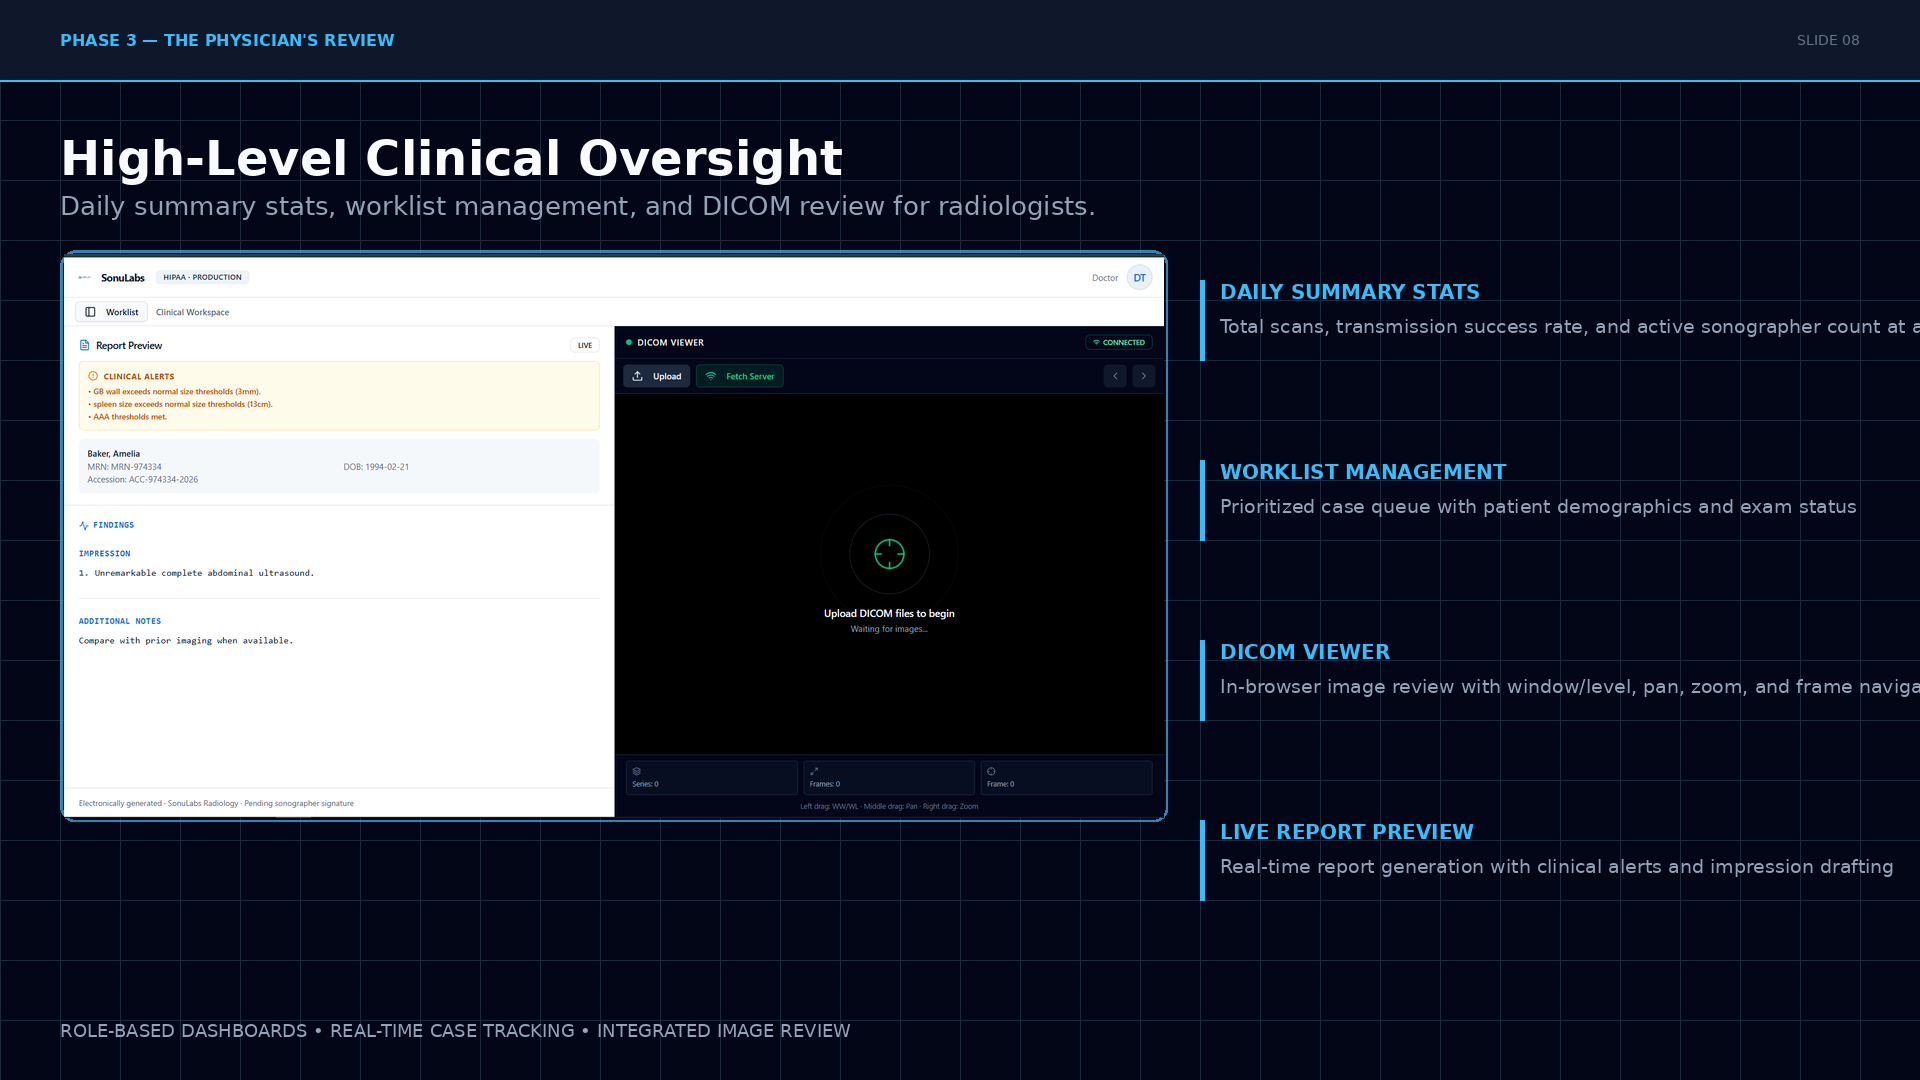 PHASE 3 — THE PHYSICIAN'S REVIEW
SLIDE 08
High-Level Clinical Oversight
Daily summary stats, worklist management, and DICOM review for radiologists.
SonuLabs
HIPAA · PRODUCTION
Doctor
DT
Worklist
Clinical Workspace
Report Preview
LIVE
CLINICAL ALERTS
• GB wall exceeds normal size thresholds (3mm).
• spleen size exceeds normal size thresholds (13cm).
• AAA thresholds met.
Baker, Amelia
MRN: MRN-974334
DOB: 1994-02-21
Accession: ACC-974334-2026
FINDINGS
IMPRESSION
1. Unremarkable complete abdominal ultrasound.
ADDITIONAL NOTES
Compare with prior imaging when available.
Electronically generated · SonuLabs Radiology · Pending sonographer signature
DICOM VIEWER
CONNECTED
Upload
Fetch Server
Upload DICOM files to begin
Waiting for images...
Series: 0
Frames: 0
Frame: 0
Left drag: WW/WL · Middle drag: Pan · Right drag: Zoom
DAILY SUMMARY STATS
Total scans, transmission success rate, and active sonographer count at a
WORKLIST MANAGEMENT
Prioritized case queue with patient demographics and exam status
DICOM VIEWER
In-browser image review with window/level, pan, zoom, and frame naviga
LIVE REPORT PREVIEW
Real-time report generation with clinical alerts and impression drafting
ROLE-BASED DASHBOARDS • REAL-TIME CASE TRACKING • INTEGRATED IMAGE REVIEW